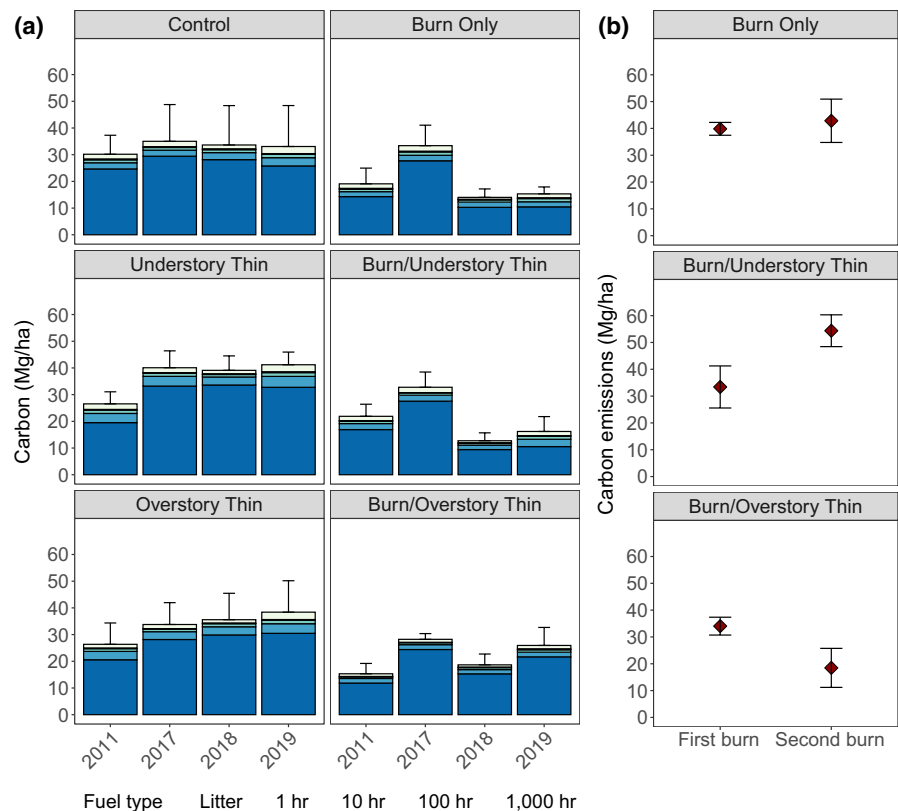 (a)
Control
Burn Only
60
50
40
30
20
10
0
Understory Thin
Burn/Understory Thin
60
50
40
30
20
10
0
Overstory Thin
Burn/Overstory Thin
60
50
40
30
20
10
0
Carbon (Mg/ha)
2011
2017
2018
2019
2011
2017
2018
2019
Fuel type
Litter
1 hr
10 hr
100 hr
1,000 hr
(b)
Burn Only
60
50
40
30
20
10
0
Burn/Understory Thin
60
50
40
30
20
10
0
Burn/Overstory Thin
60
50
40
30
20
10
0
Carbon emissions (Mg/ha)
First burn
Second burn